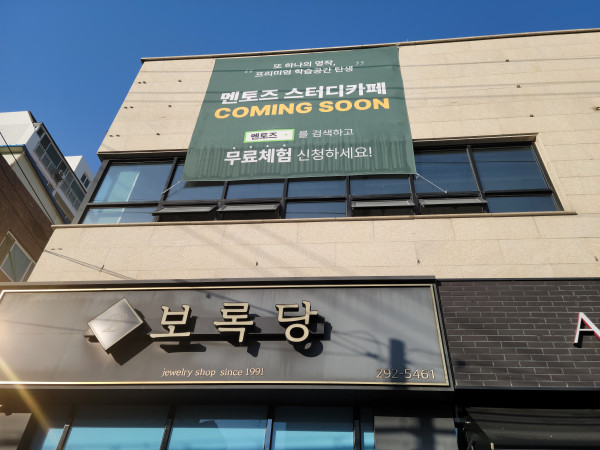 " 또 하나의 명작, "
프리미엄 학습공간 탄생
멘토즈 스터디카페
COMING SOON
멘토즈 를 검색하고
무료체험 신청하세요!
보록당
jewelry shop since 1991
292-5461
A